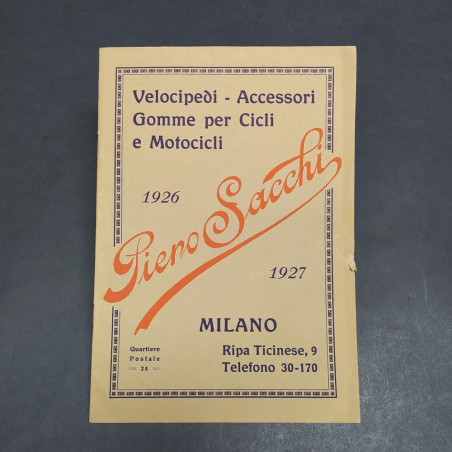 Velocipedi - Accessori
Gomme per Cicli
e Motocicli
1926
Piero Sacchi
1927
MILANO
Quartiere
Postale
24
Ripa Ticinese, 9
Telefono 30-170